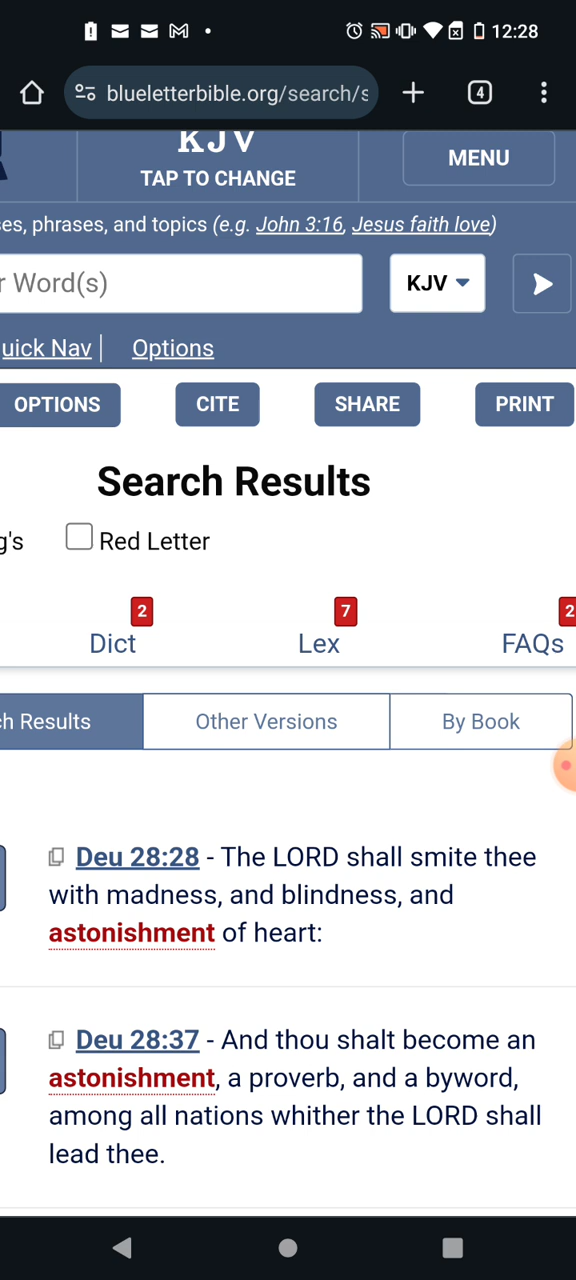 12:28
blueletterbible.org/search/s
4
KJV
TAP TO CHANGE
MENU
es, phrases, and topics (e.g. John 3:16, Jesus faith love)
r Word(s)
KJV
uick Nav
Options
OPTIONS
CITE
SHARE
PRINT
Search Results
g's
Red Letter
2
7
2
Dict
Lex
FAQs
ch Results
Other Versions
By Book
Deu 28:28 - The LORD shall smite thee
with madness, and blindness, and
astonishment of heart:
Deu 28:37 - And thou shalt become an
astonishment, a proverb, and a byword,
among all nations whither the LORD shall
lead thee.